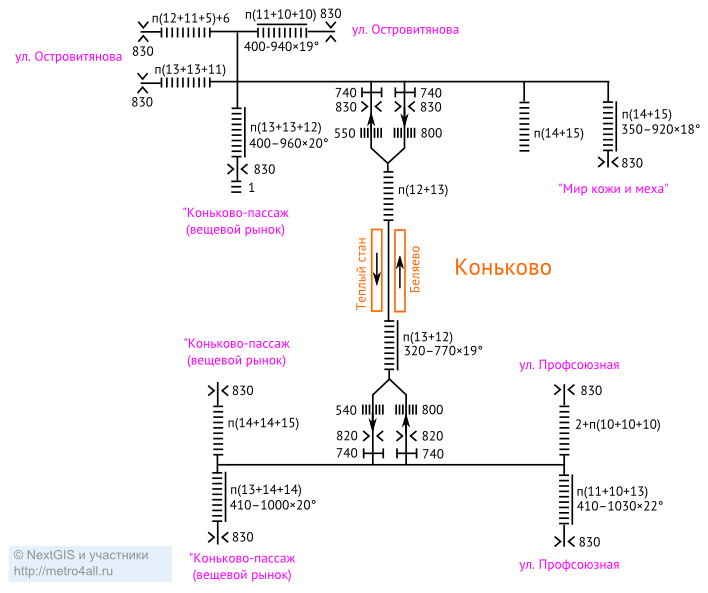 п(12+11+5)+6
п(11+10+10)
830
ул. Островитянова
830
400-940×19°
ул. Островитянова
п(13+13+11)
830
740
740
830
830
550
800
п(13+13+12)
400–960×20°
830
1
п(14+15)
п(14+15)
350–920×18°
830
"Мир кожи и меха"
п(12+13)
"Коньково-пассаж
(вещевой рынок)
Теплый стан
Беляево
Коньково
п(13+12)
320–770×19°
"Коньково-пассаж
(вещевой рынок)
ул. Профсоюзная
830
830
540
800
п(14+14+15)
2+п(10+10+10)
820
820
740
740
п(13+14+14)
410–1000×20°
п(11+10+13)
410–1030×22°
830
830
"Коньково-пассаж
(вещевой рынок)
ул. Профсоюзная
© NextGIS и участники
http://metro4all.ru